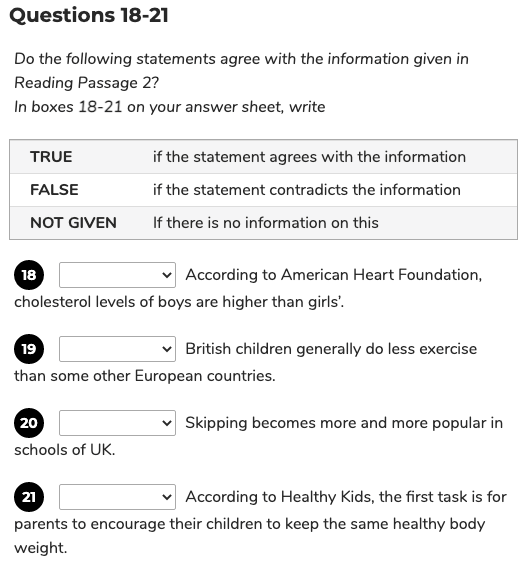 Questions 18-21
Do the following statements agree with the information given in
Reading Passage 2?
In boxes 18-21 on your answer sheet, write
TRUE if the statement agrees with the information
FALSE if the statement contradicts the information
NOT GIVEN If there is no information on this
18 According to American Heart Foundation,
cholesterol levels of boys are higher than girls’.
19 British children generally do less exercise
than some other European countries.
20 Skipping becomes more and more popular in
schools of UK.
21 According to Healthy Kids, the first task is for
parents to encourage their children to keep the same healthy body
weight.